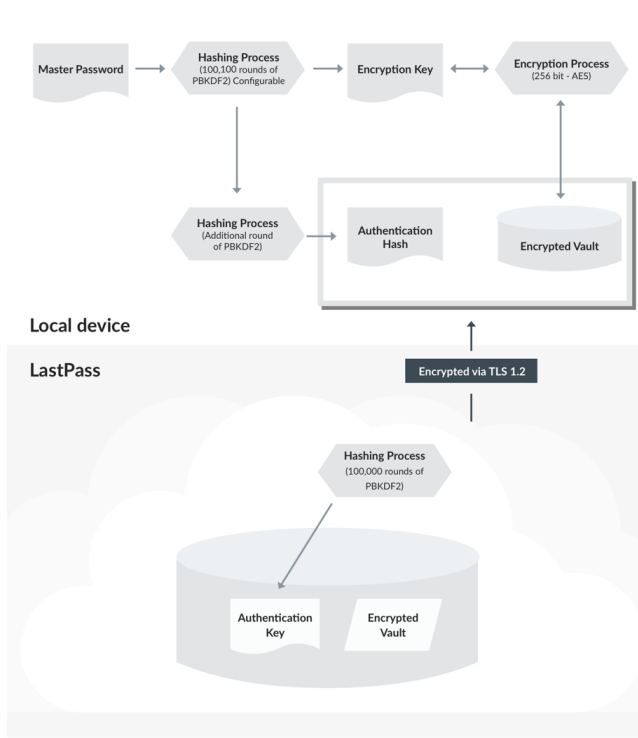 Master Password
Hashing Process
(100,100 rounds of
PBKDF2) Configurable
Encryption Key
Encryption Process
(256 bit - AES)
Hashing Process
(Additional round
of PBKDF2)
Authentication
Hash
Encrypted Vault
Local device
LastPass
Encrypted via TLS 1.2
Hashing Process
(100,000 rounds of
PBKDF2)
Authentication
Key
Encrypted
Vault